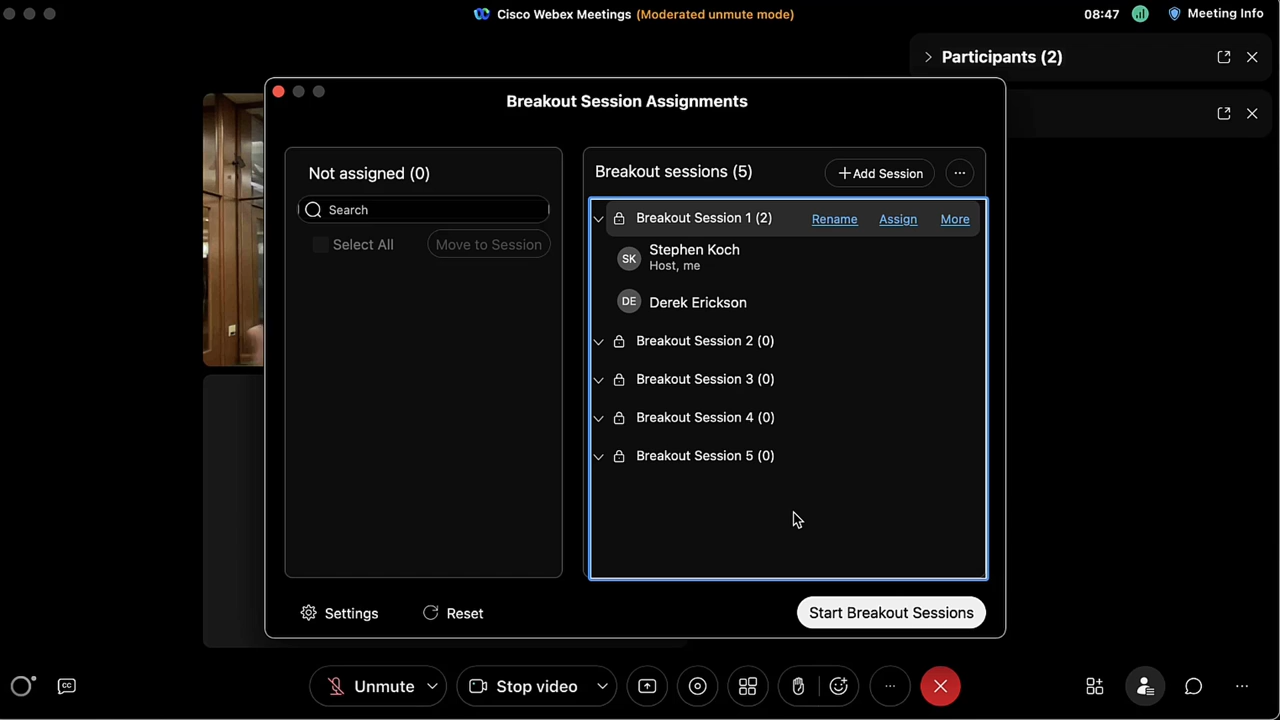 Cisco Webex Meetings (Moderated unmute mode)
08:47
Meeting Info
Participants (2)
Breakout Session Assignments
Not assigned (0)
Search
Select All
Move to Session
Breakout sessions (5)
+Add Session
...
Breakout Session 1 (2)
Rename
Assign
More
SK
Stephen Koch
Host, me
DE
Derek Erickson
Breakout Session 2 (0)
Breakout Session 3 (0)
Breakout Session 4 (0)
Breakout Session 5 (0)
Settings
Reset
Start Breakout Sessions
CC
Unmute
Stop video